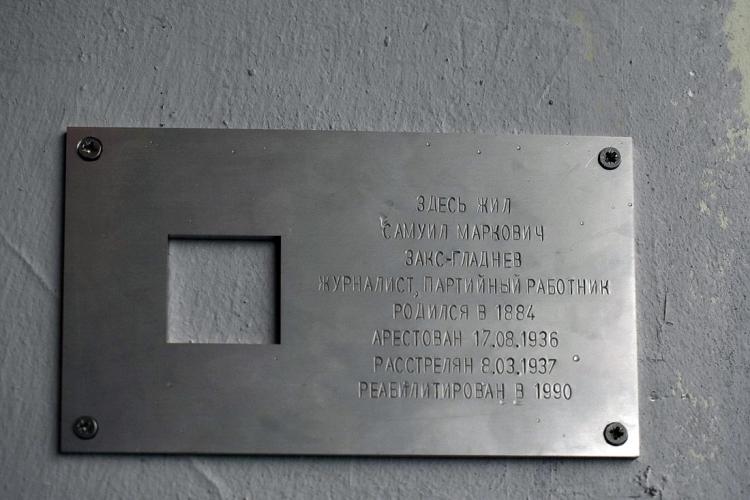 ЗДЕСЬ ЖИЛ
САМУИЛ МАРКОВИЧ
ЗАКС-ГЛАДНЕВ
ЖУРНАЛИСТ, ПАРТИЙНЫЙ РАБОТНИК
РОДИЛСЯ В 1884
АРЕСТОВАН 17.08.1936
РАССТРЕЛЯН 8.03.1937
РЕАБИЛИТИРОВАН В 1990